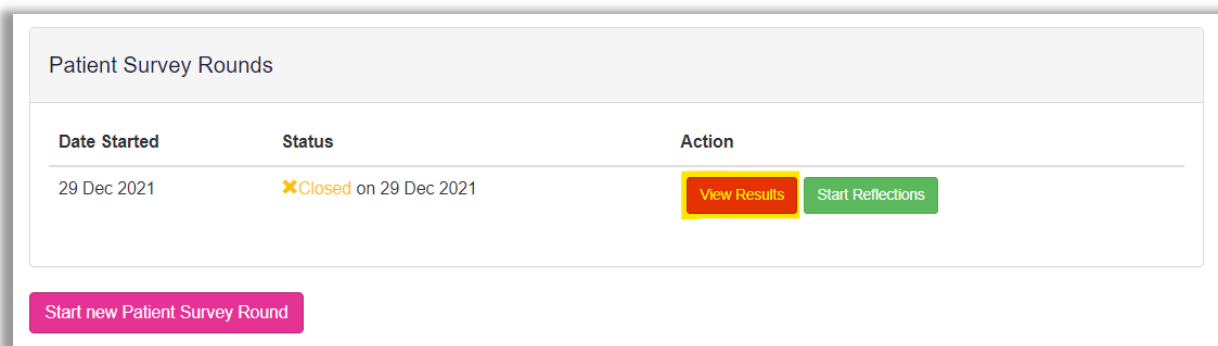 Patient Survey Rounds
Date Started Status Action
29 Dec 2021 ✖Closed on 29 Dec 2021 View Results Start Reflections
Start new Patient Survey Round